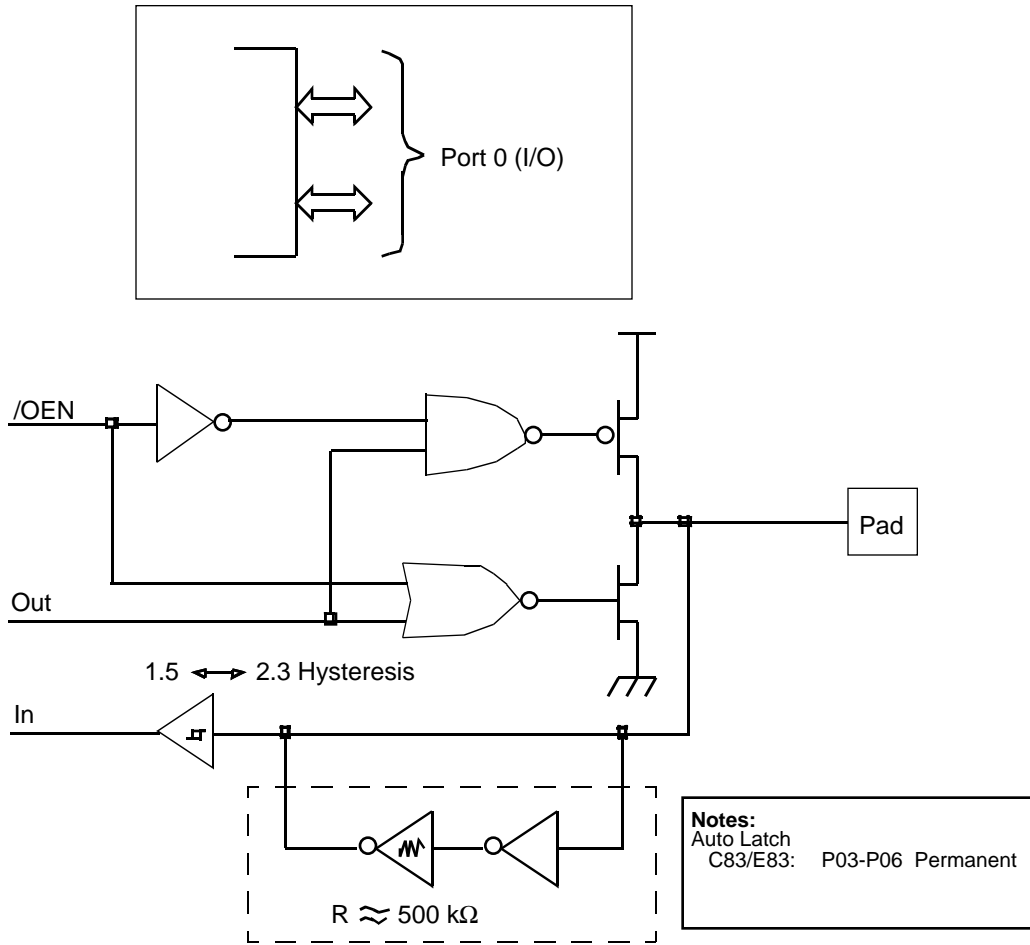 Port 0 (I/O)
/OEN
Pad
Out
1.5 2.3 Hysteresis
In
R ≈ 500 kΩ
Notes:
Auto Latch
C83/E83: P03-P06 Permanent